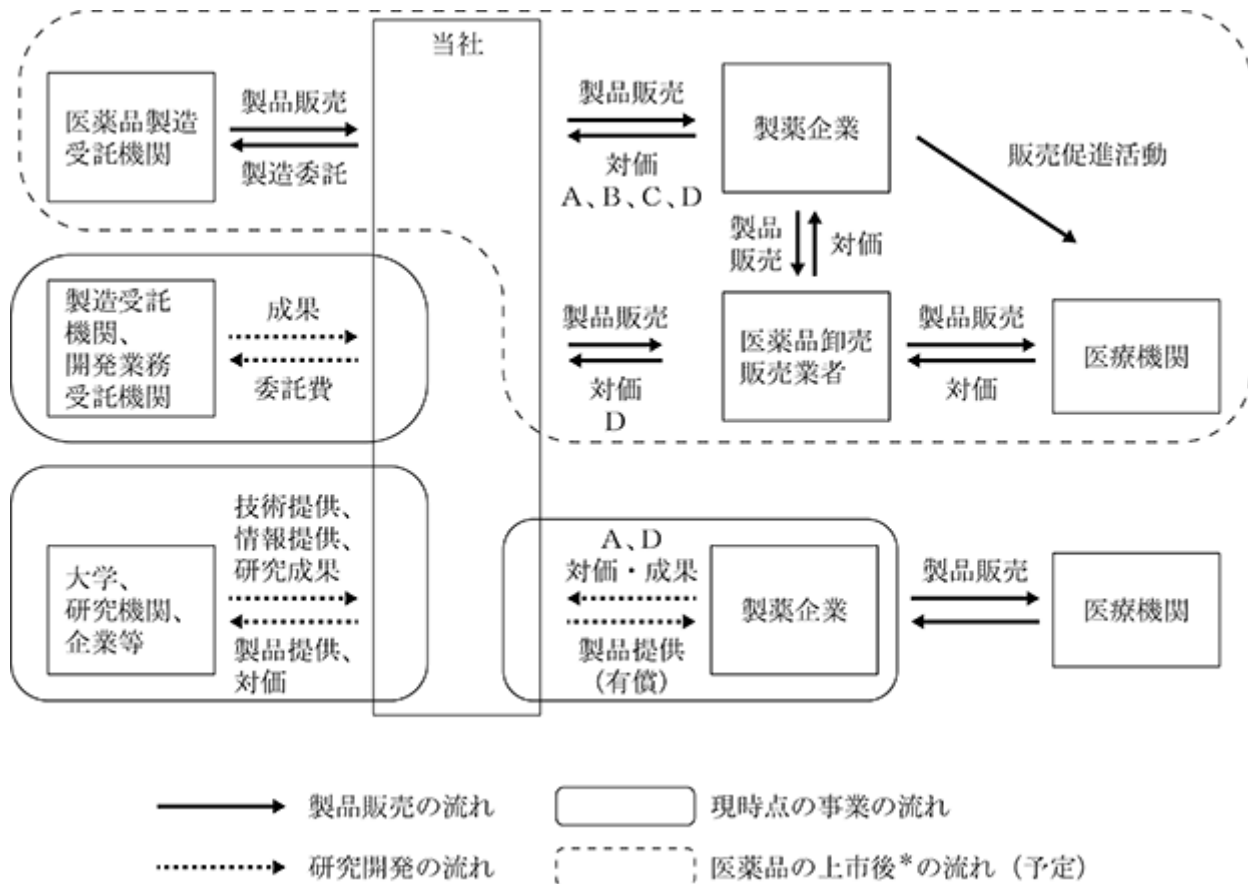 当社
医薬品製造
受託機関
製品販売
製造委託
製品販売
対価
A、B、C、D
製薬企業
販売促進活動
製品
販売
対価
製造受託
機関、
開発業務
受託機関
成果
委託費
製品販売
対価
D
医薬品卸売
販売業者
製品販売
対価
医療機関
大学、
研究機関、
企業等
技術提供、
情報提供、
研究成果
製品提供、
対価
A、D
対価・成果
製品提供
(有償)
製薬企業
製品販売
医療機関
製品販売の流れ
現時点の事業の流れ
研究開発の流れ
医薬品の上市後*の流れ(予定)